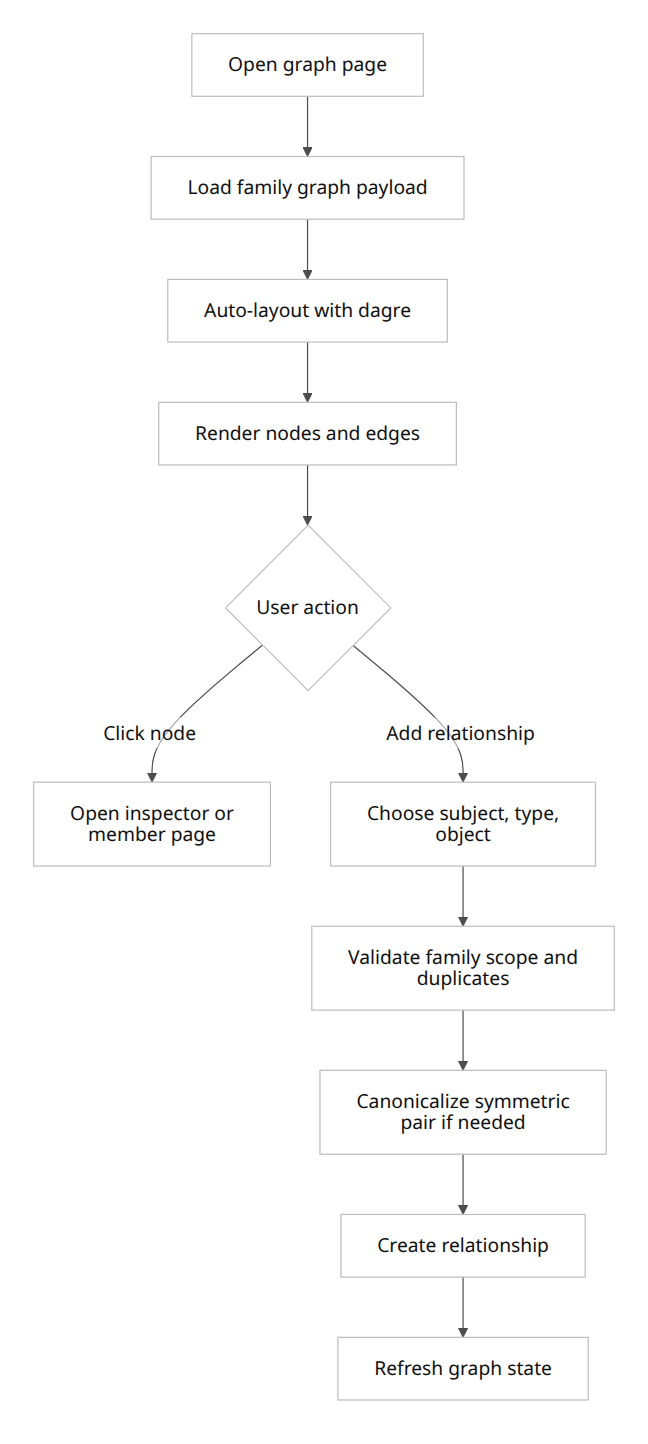 Open graph page
Load family graph payload
Auto-layout with dagre
Render nodes and edges
User action
Click node
Add relationship
Open inspector or
member page
Choose subject, type,
object
Validate family scope and
duplicates
Canonicalize symmetric
pair if needed
Create relationship
Refresh graph state